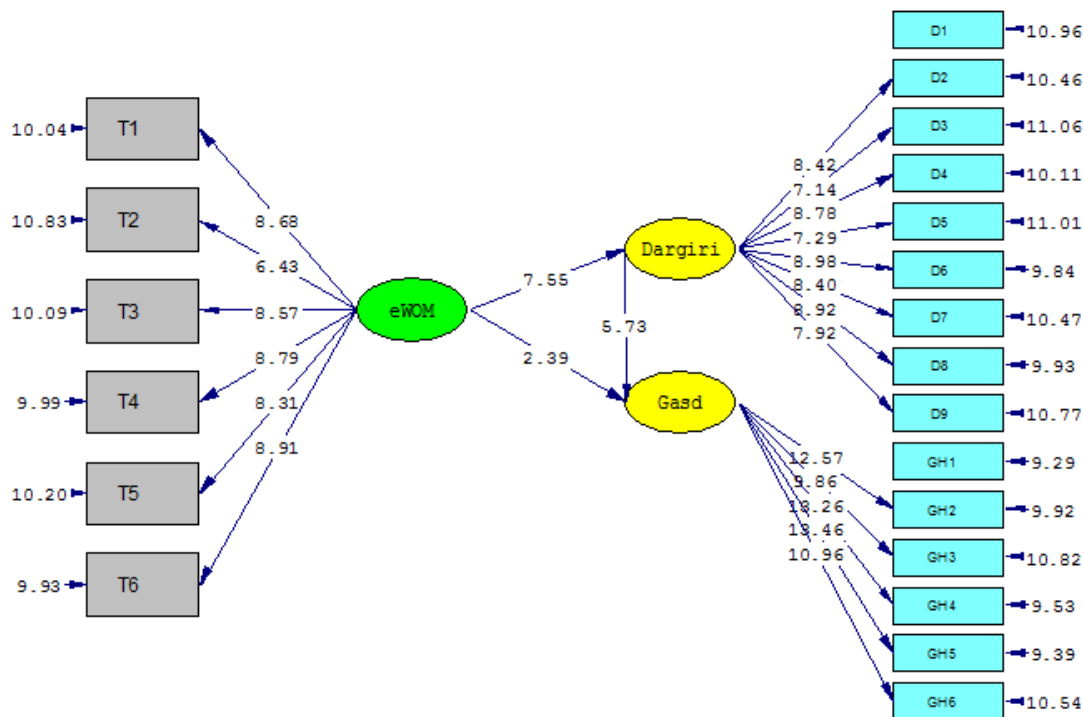 10.04 T1
10.83 T2
10.09 T3
9.99 T4
10.20 T5
9.93 T6
8.68
6.43
8.57
8.79
8.31
8.91
eWOM
7.55
2.39
Dargiri
5.73
Gasd
8.42
7.14
8.78
7.29
8.98
8.40
8.92
7.92
12.57
9.86
13.26
13.46
10.96
D1 10.96
D2 10.46
D3 11.06
D4 10.11
D5 11.01
D6 9.84
D7 10.47
D8 9.93
D9 10.77
GH1 9.29
GH2 9.92
GH3 10.82
GH4 9.53
GH5 9.39
GH6 10.54